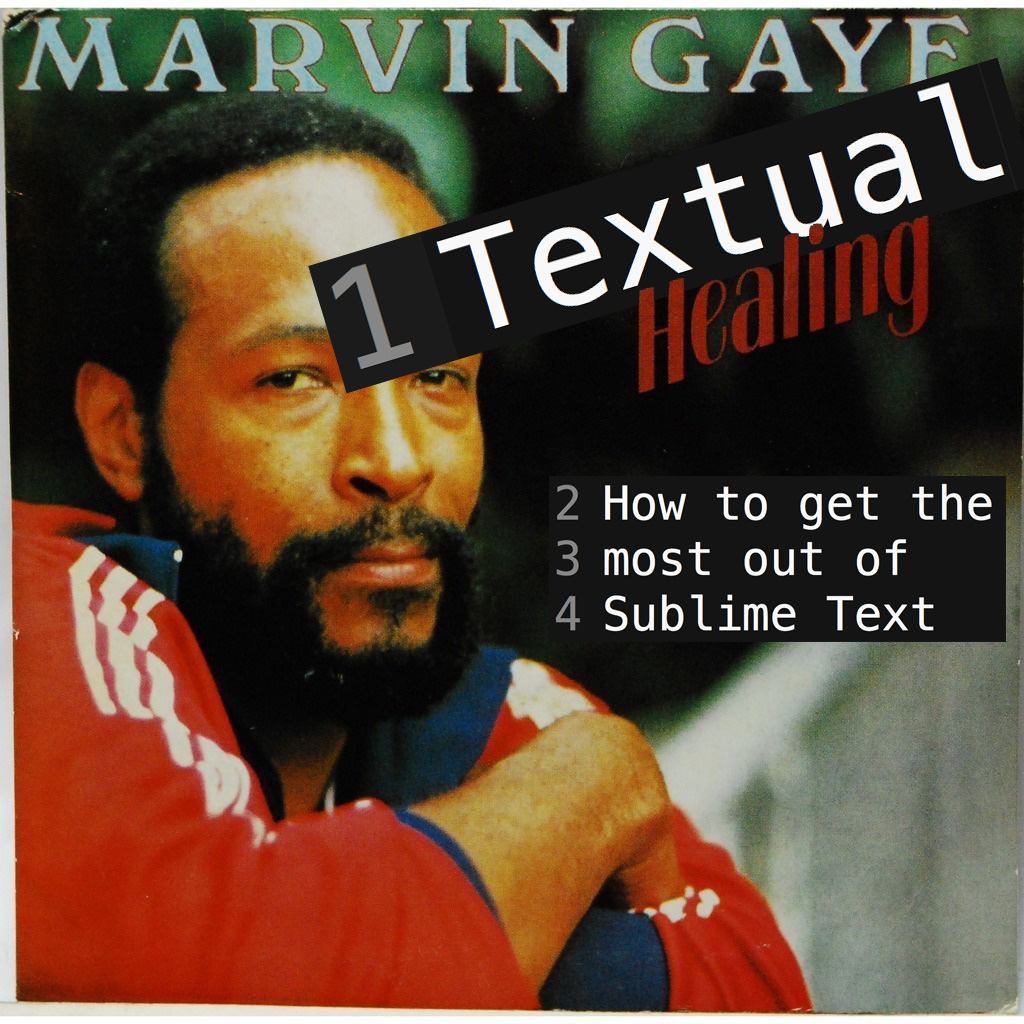 MARVIN GAYE
1 Textual
Healing
2 How to get the
3 most out of
4 Sublime Text